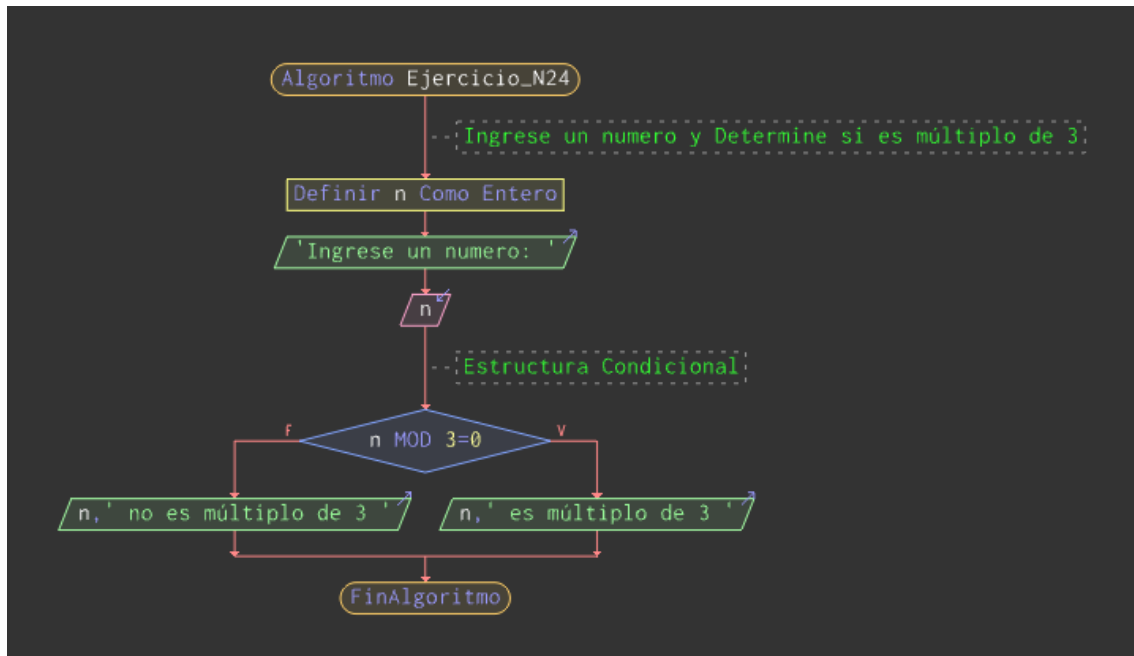 Algoritmo Ejercicio_N24
Ingrese un numero y Determine si es múltiplo de 3
Definir n Como Entero
'Ingrese un numero: '
n
Estructura Condicional
F
n MOD 3=0
V
n,' no es múltiplo de 3 '
n,' es múltiplo de 3 '
FinAlgoritmo